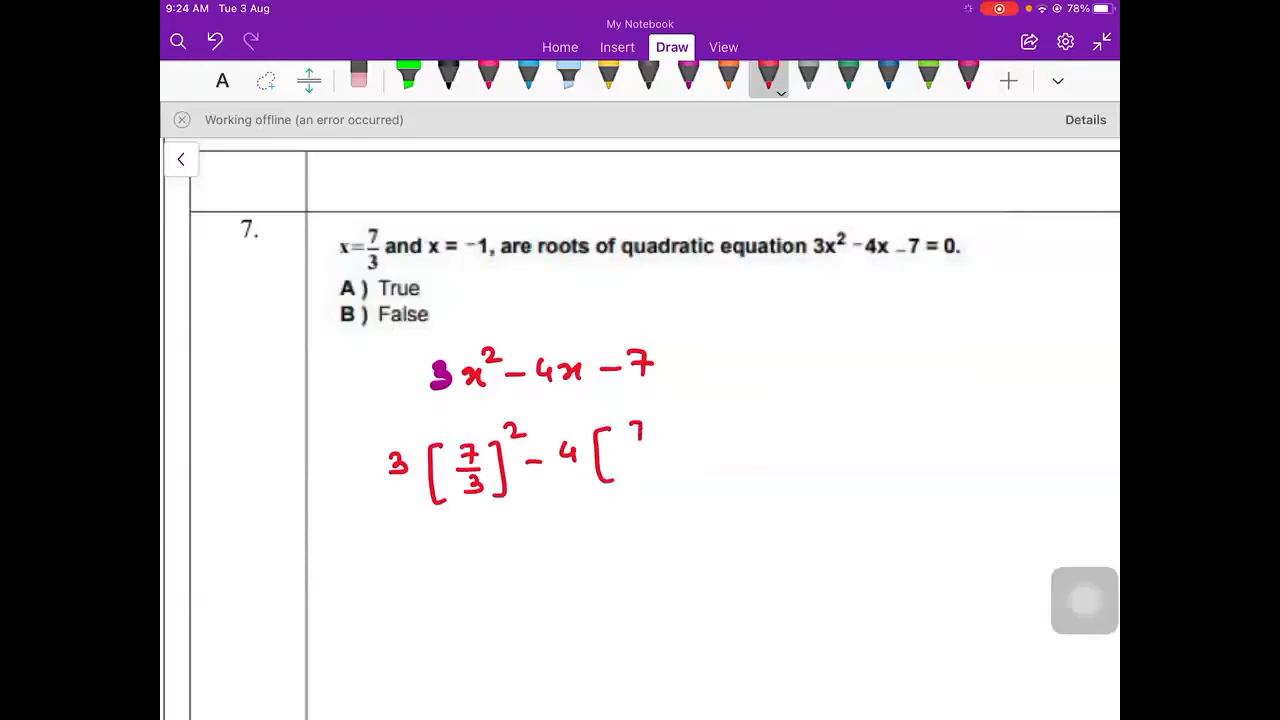 9:24 AM Tue 3 Aug
78%
My Notebook
Home Insert Draw View
A
Working offline (an error occurred)
Details
7.
x=7/3 and x = -1, are roots of quadratic equation 3x² -4x -7 = 0.
A ) True
B ) False
3x² - 4x - 7
3 [7/3]² - 4 [ 7